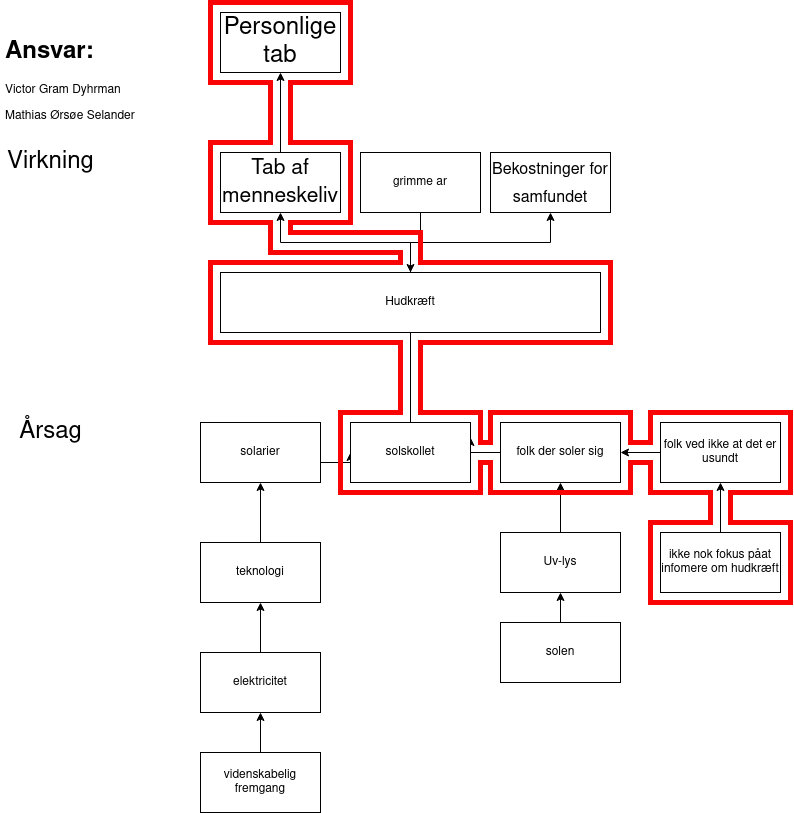 Personlige
tab
Ansvar:
Victor Gram Dyhrman
Mathias Ørsøe Selander
Virkning
Tab af
menneskeliv
grimme ar
Bekostninger for
samfundet
Hudkræft
Årsag
solarier
solskollet
folk der soler sig
folk ved ikke at det er
usundt
teknologi
Uv-lys
ikke nok fokus påat
infomere om hudkræft
elektricitet
solen
videnskabelig
fremgang